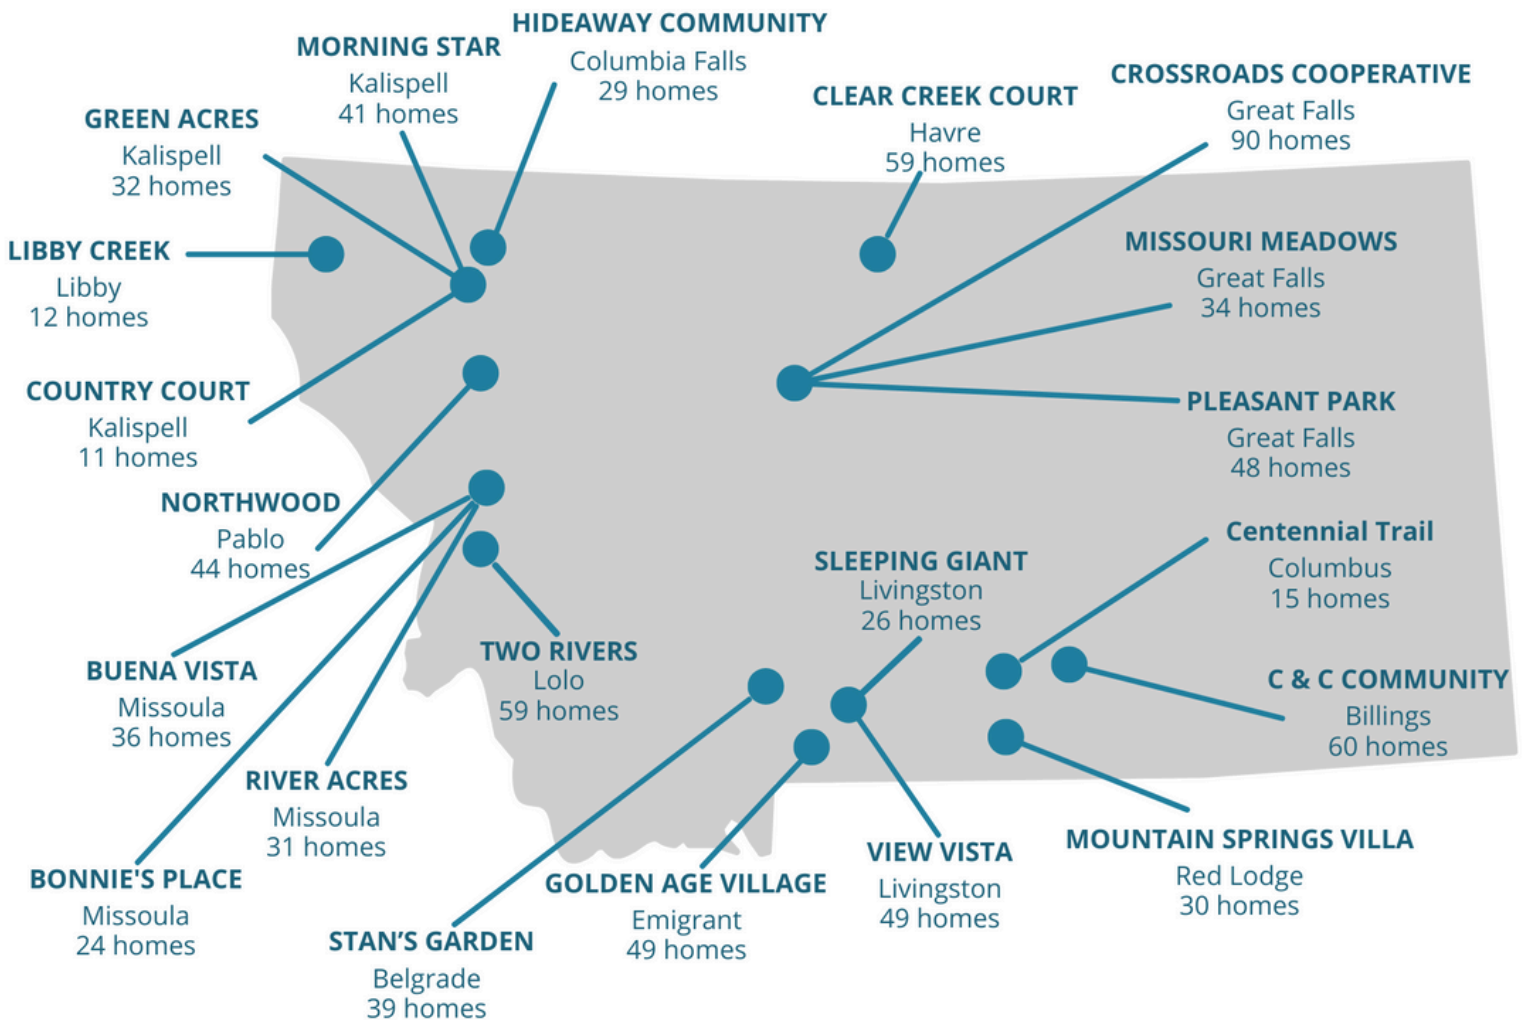 HIDEAWAY COMMUNITY
Columbia Falls
29 homes
MORNING STAR
Kalispell
41 homes
GREEN ACRES
Kalispell
32 homes
LIBBY CREEK
Libby
12 homes
COUNTRY COURT
Kalispell
11 homes
NORTHWOOD
Pablo
44 homes
BUENA VISTA
Missoula
36 homes
RIVER ACRES
Missoula
31 homes
BONNIE'S PLACE
Missoula
24 homes
TWO RIVERS
Lolo
59 homes
STAN’S GARDEN
Belgrade
39 homes
GOLDEN AGE VILLAGE
Emigrant
49 homes
SLEEPING GIANT
Livingston
26 homes
VIEW VISTA
Livingston
49 homes
CLEAR CREEK COURT
Havre
59 homes
CROSSROADS COOPERATIVE
Great Falls
90 homes
MISSOURI MEADOWS
Great Falls
34 homes
PLEASANT PARK
Great Falls
48 homes
Centennial Trail
Columbus
15 homes
C & C COMMUNITY
Billings
60 homes
MOUNTAIN SPRINGS VILLA
Red Lodge
30 homes